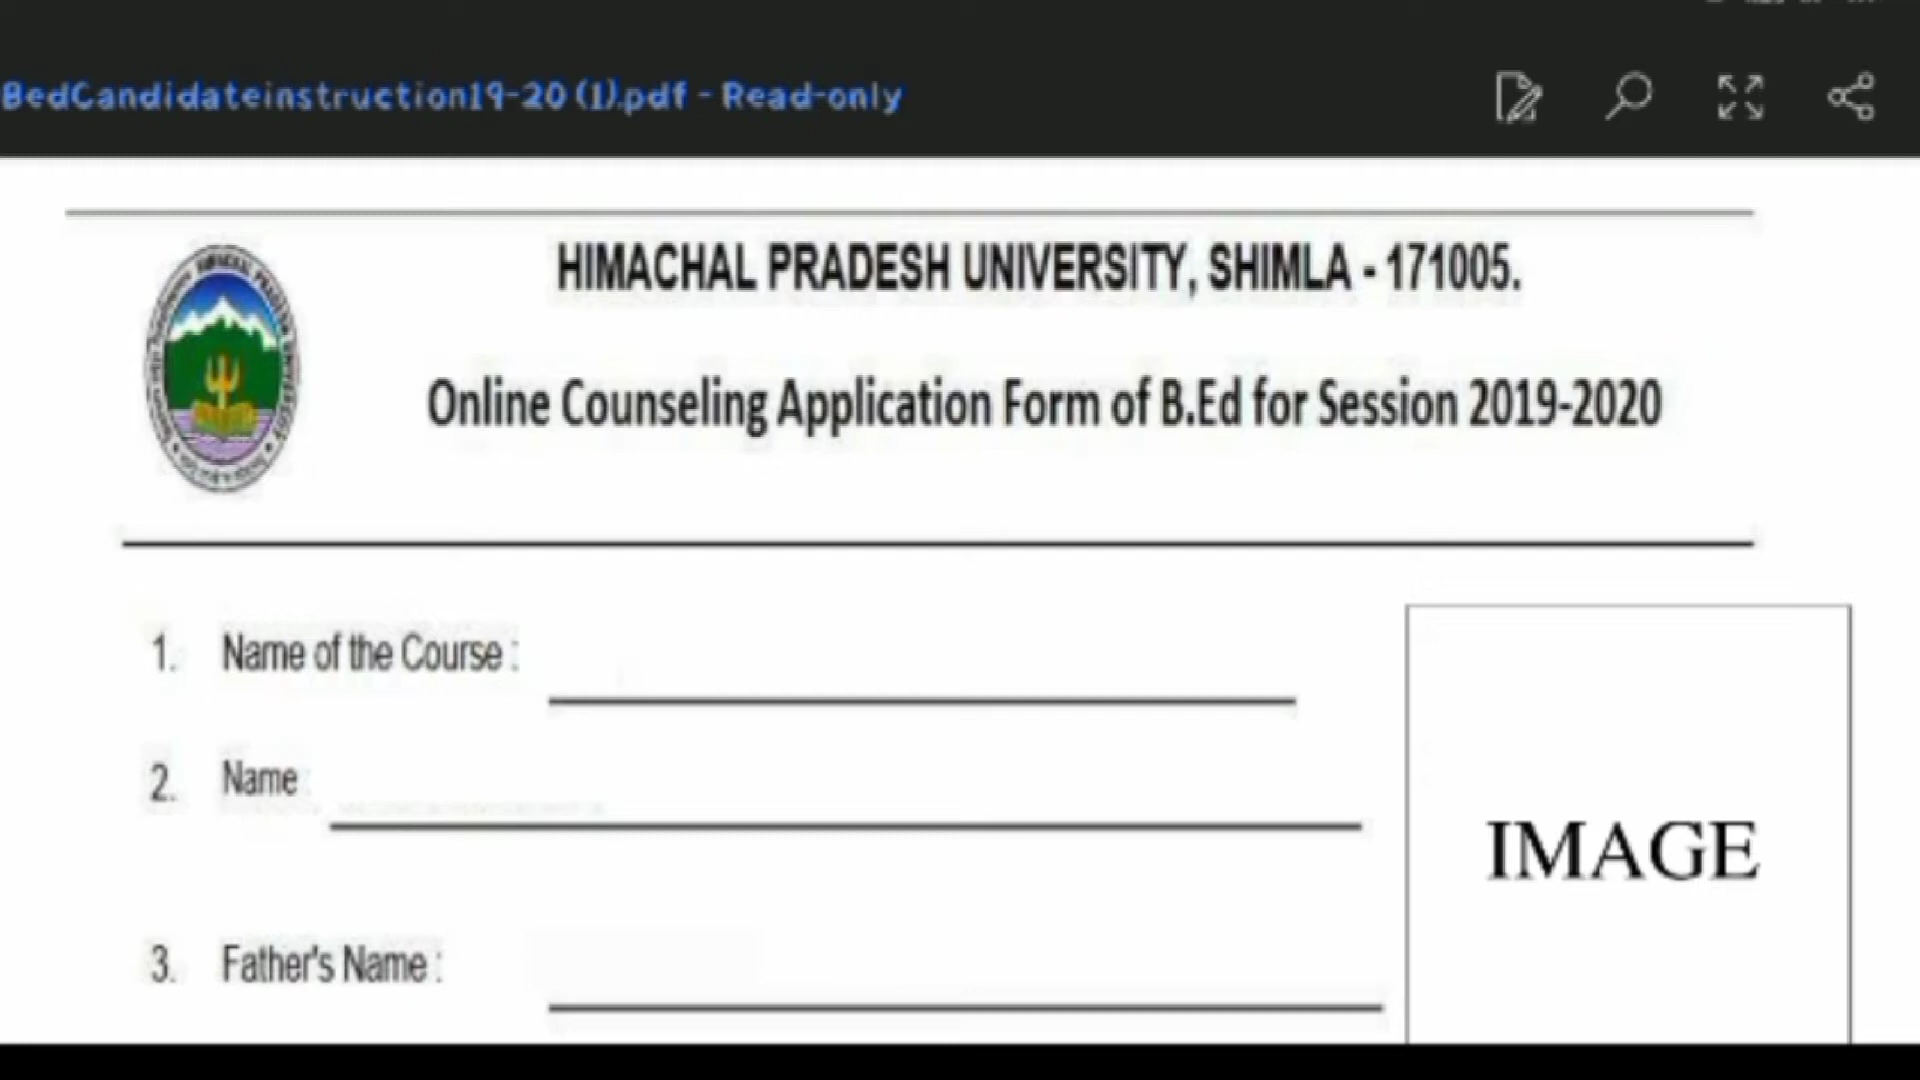 BedCandidateinstruction19-20 (1).pdf - Read-only
HIMACHAL PRADESH UNIVERSITY, SHIMLA - 171005.
Online Counseling Application Form of B.Ed for Session 2019-2020
1. Name of the Course :
2. Name :
IMAGE
3. Father's Name :